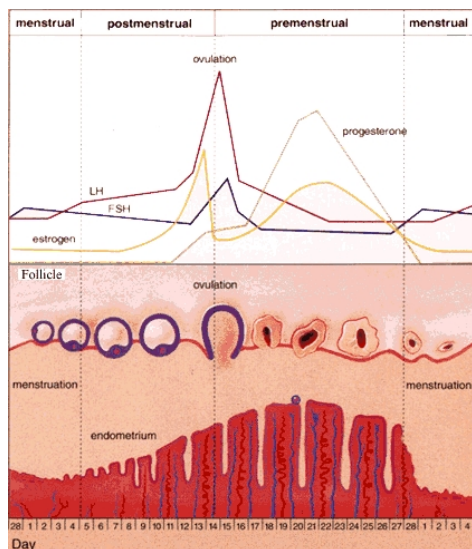 menstrual postmenstrual premenstrual menstrual
ovulation
progesterone
LH
FSH
estrogen
Follicle
ovulation
menstruation menstruation
endometrium
28 1 2 3 4 5 6 7 8 9 10 11 12 13 14 15 16 17 18 19 20 21 22 23 24 25 26 27 28 1 2 3 4
Day